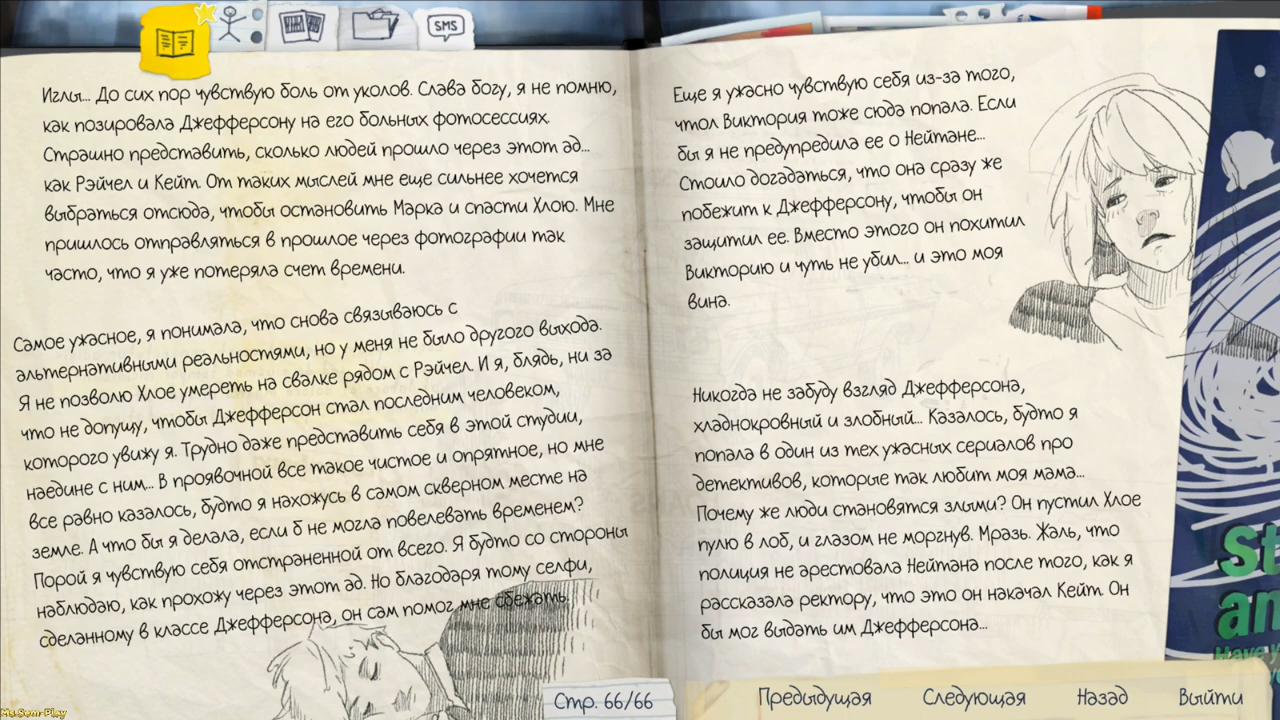 SMS
Иглы... До сих пор чувствую боль от уколов. Слава богу, я не помню,
как позировала Джефферсону на его больных фотосессиях.
Страшно представить, сколько людей прошло через этот ад...
как Рэйчел и Кейт. От таких мыслей мне еще сильнее хочется
выбраться отсюда, чтобы остановить Марка и спасти Хлою. Мне
пришлось отправляться в прошлое через фотографии так
часто, что я уже потеряла счет времени.
Самое ужасное, я понимала, что снова связываюсь с
альтернативными реальностями, но у меня не было другого выхода.
Я не позволю Хлое умереть на свалке рядом с Рэйчел. И я, блядь, ни за
что не допущу, чтобы Джефферсон стал последним человеком,
которого увижу я. Трудно даже представить себя в этой студии,
наедине с ним... В проявочной все такое чистое и опрятное, но мне
все равно казалось, будто я нахожусь в самом скверном месте на
земле. А что бы я делала, если б не могла повелевать временем?
Порой я чувствую себя отстраненной от всего. Я будто со стороны
наблюдаю, как прохожу через этот ад. Но благодаря тому селфи,
сделанному в классе Джефферсона, он сам помог мне сбежать.
Еще я ужасно чувствую себя из-за того,
чтол Виктория тоже сюда попала. Если
бы я не предупредила ее о Нейтане...
Стоило догадаться, что она сразу же
побежит к Джефферсону, чтобы он
защитил ее. Вместо этого он похитил
Викторию и чуть не убил... и это моя
вина.
Никогда не забуду взгляд Джефферсона,
хладнокровный и злобный... Казалось, будто я
попала в один из тех ужасных сериалов про
детективов, которые так любит моя мама...
Почему же люди становятся злыми? Он пустил Хлое
пулю в лоб, и глазом не моргнув. Мразь. Жаль, что
полиция не арестовала Нейтана после того, как я
рассказала ректору, что это он накачал Кейт. Он
бы мог выдать им Джефферсона...
St
an
Have y
Стр. 66/66
Предыдущая Следующая Назад Выйти
Ms.Sem-Play